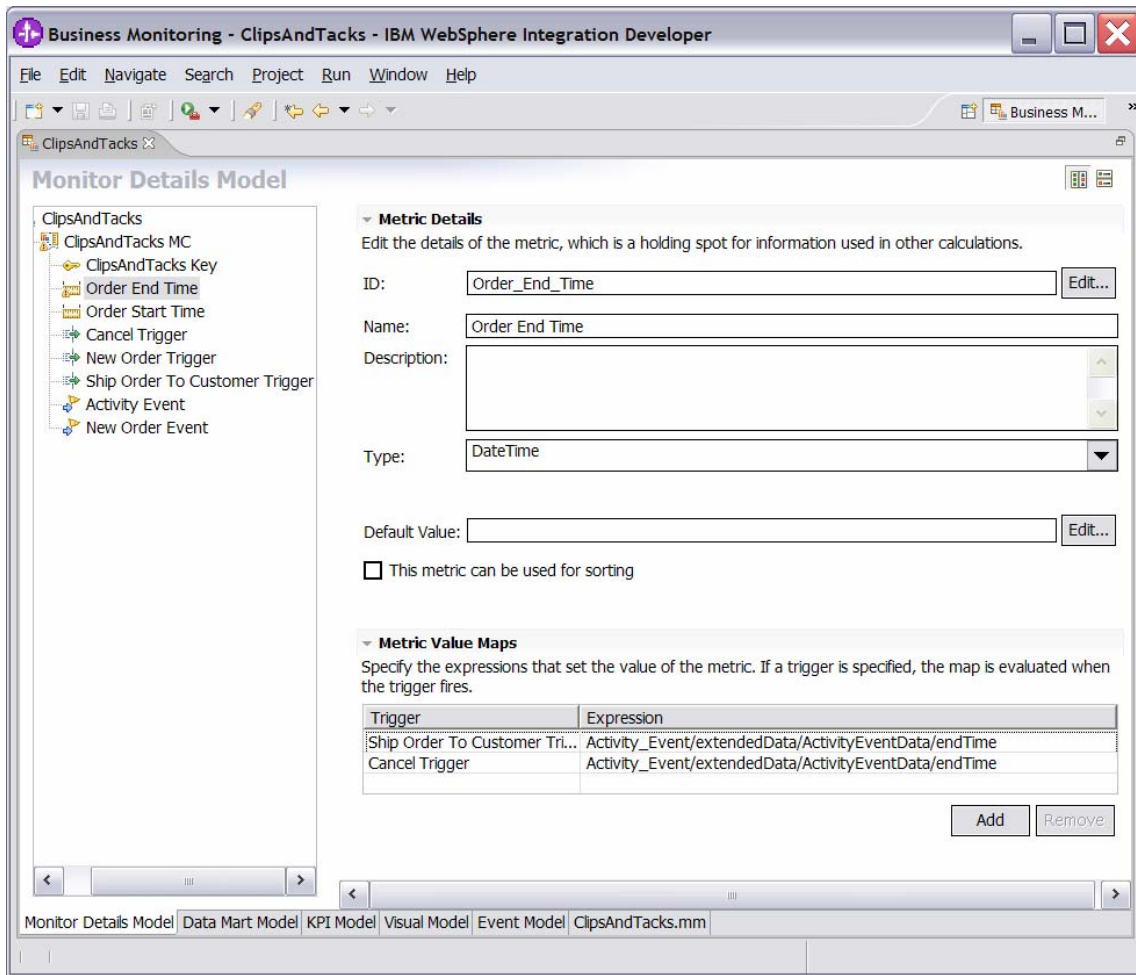 Business Monitoring - ClipsAndTacks - IBM WebSphere Integration Developer
File Edit Navigate Search Project Run Window Help
Business M... »
ClipsAndTacks
Monitor Details Model
ClipsAndTacks
ClipsAndTacks MC
ClipsAndTacks Key
Order End Time
Order Start Time
Cancel Trigger
New Order Trigger
Ship Order To Customer Trigger
Activity Event
New Order Event
Metric Details
Edit the details of the metric, which is a holding spot for information used in other calculations.
ID: Order_End_Time Edit...
Name: Order End Time
Description:
Type: DateTime
Default Value: Edit...
This metric can be used for sorting
Metric Value Maps
Specify the expressions that set the value of the metric. If a trigger is specified, the map is evaluated when
the trigger fires.
Trigger Expression
Ship Order To Customer Tri... Activity_Event/extendedData/ActivityEventData/endTime
Cancel Trigger Activity_Event/extendedData/ActivityEventData/endTime
Add Remove
Monitor Details Model Data Mart Model KPI Model Visual Model Event Model ClipsAndTacks.mm